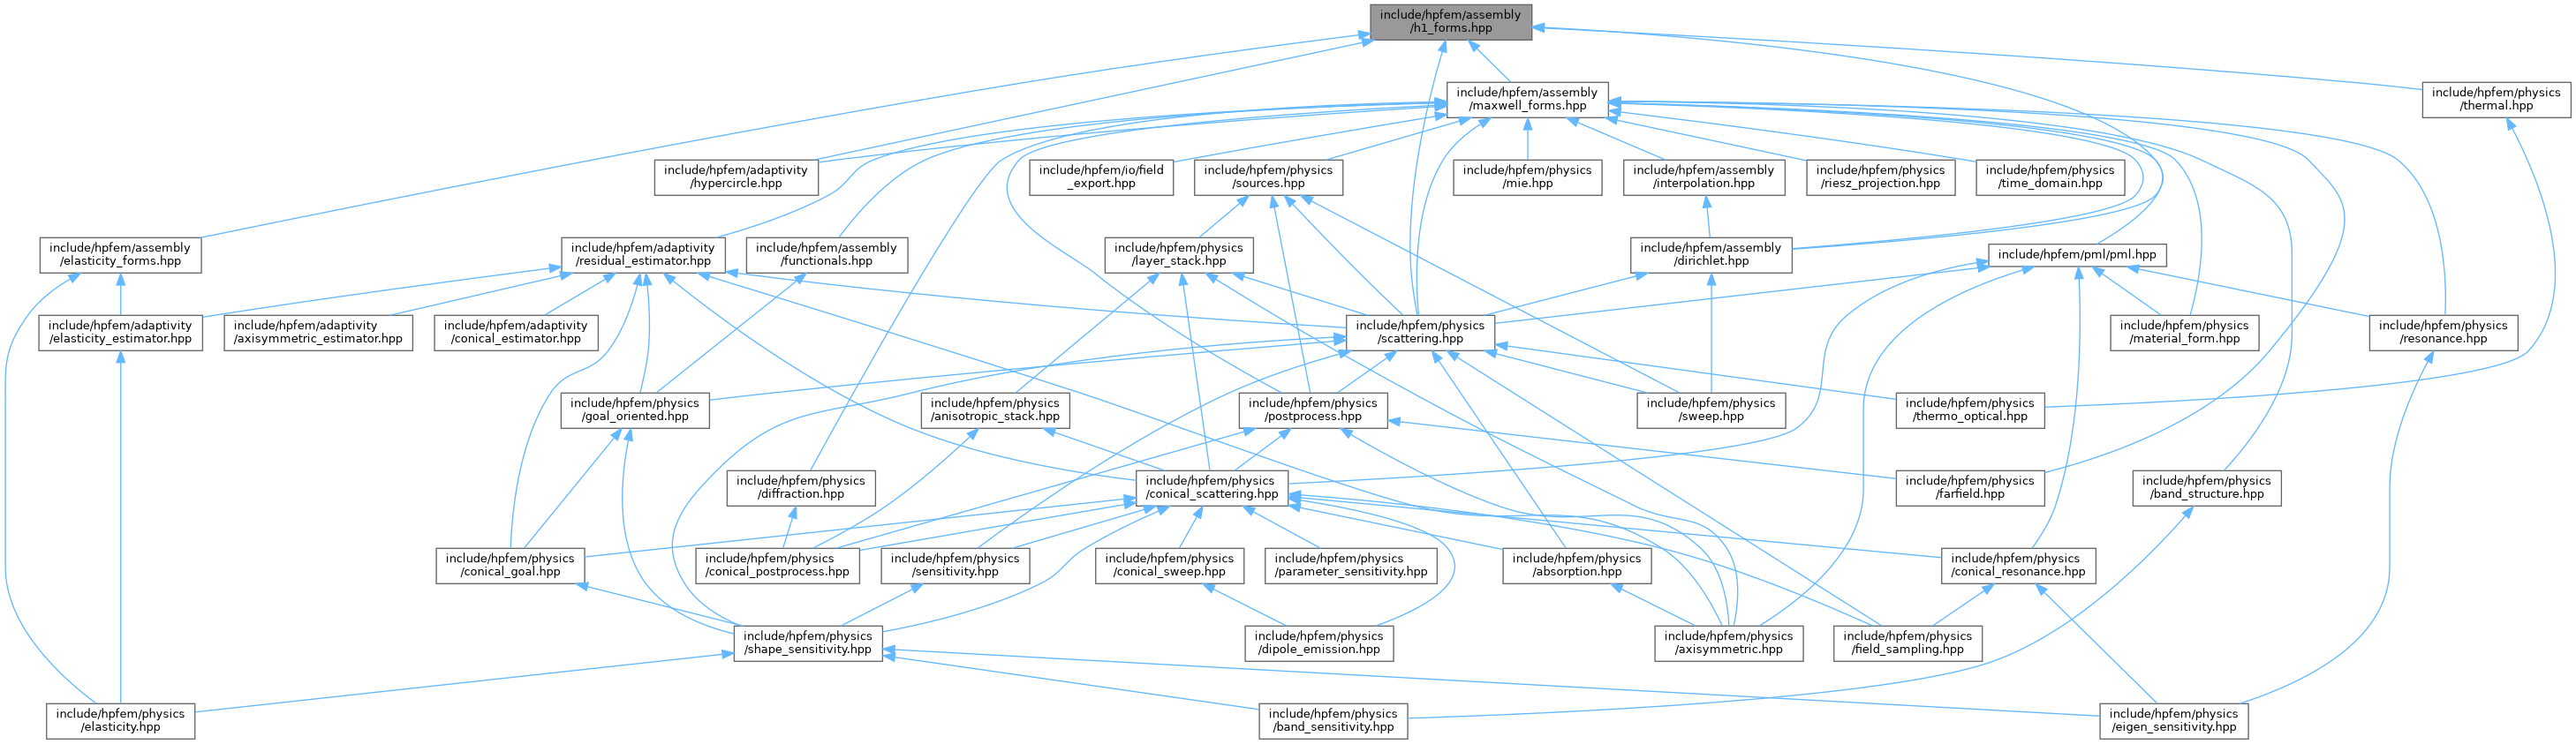 include/hpfem/assembly
/h1_forms.hpp
include/hpfem/assembly
/maxwell_forms.hpp
include/hpfem/physics
/thermal.hpp
include/hpfem/adaptivity
/hypercircle.hpp
include/hpfem/io/field
_export.hpp
include/hpfem/physics
/sources.hpp
include/hpfem/physics
/mie.hpp
include/hpfem/assembly
/interpolation.hpp
include/hpfem/physics
/riesz_projection.hpp
include/hpfem/physics
/time_domain.hpp
include/hpfem/assembly
/elasticity_forms.hpp
include/hpfem/adaptivity
/residual_estimator.hpp
include/hpfem/assembly
/functionals.hpp
include/hpfem/physics
/layer_stack.hpp
include/hpfem/assembly
/dirichlet.hpp
include/hpfem/pml/pml.hpp
include/hpfem/adaptivity
/elasticity_estimator.hpp
include/hpfem/adaptivity
/axisymmetric_estimator.hpp
include/hpfem/adaptivity
/conical_estimator.hpp
include/hpfem/physics
/scattering.hpp
include/hpfem/physics
/material_form.hpp
include/hpfem/physics
/resonance.hpp
include/hpfem/physics
/goal_oriented.hpp
include/hpfem/physics
/anisotropic_stack.hpp
include/hpfem/physics
/postprocess.hpp
include/hpfem/physics
/sweep.hpp
include/hpfem/physics
/thermo_optical.hpp
include/hpfem/physics
/diffraction.hpp
include/hpfem/physics
/conical_scattering.hpp
include/hpfem/physics
/farfield.hpp
include/hpfem/physics
/band_structure.hpp
include/hpfem/physics
/conical_goal.hpp
include/hpfem/physics
/conical_postprocess.hpp
include/hpfem/physics
/sensitivity.hpp
include/hpfem/physics
/conical_sweep.hpp
include/hpfem/physics
/parameter_sensitivity.hpp
include/hpfem/physics
/absorption.hpp
include/hpfem/physics
/conical_resonance.hpp
include/hpfem/physics
/shape_sensitivity.hpp
include/hpfem/physics
/dipole_emission.hpp
include/hpfem/physics
/axisymmetric.hpp
include/hpfem/physics
/field_sampling.hpp
include/hpfem/physics
/elasticity.hpp
include/hpfem/physics
/band_sensitivity.hpp
include/hpfem/physics
/eigen_sensitivity.hpp